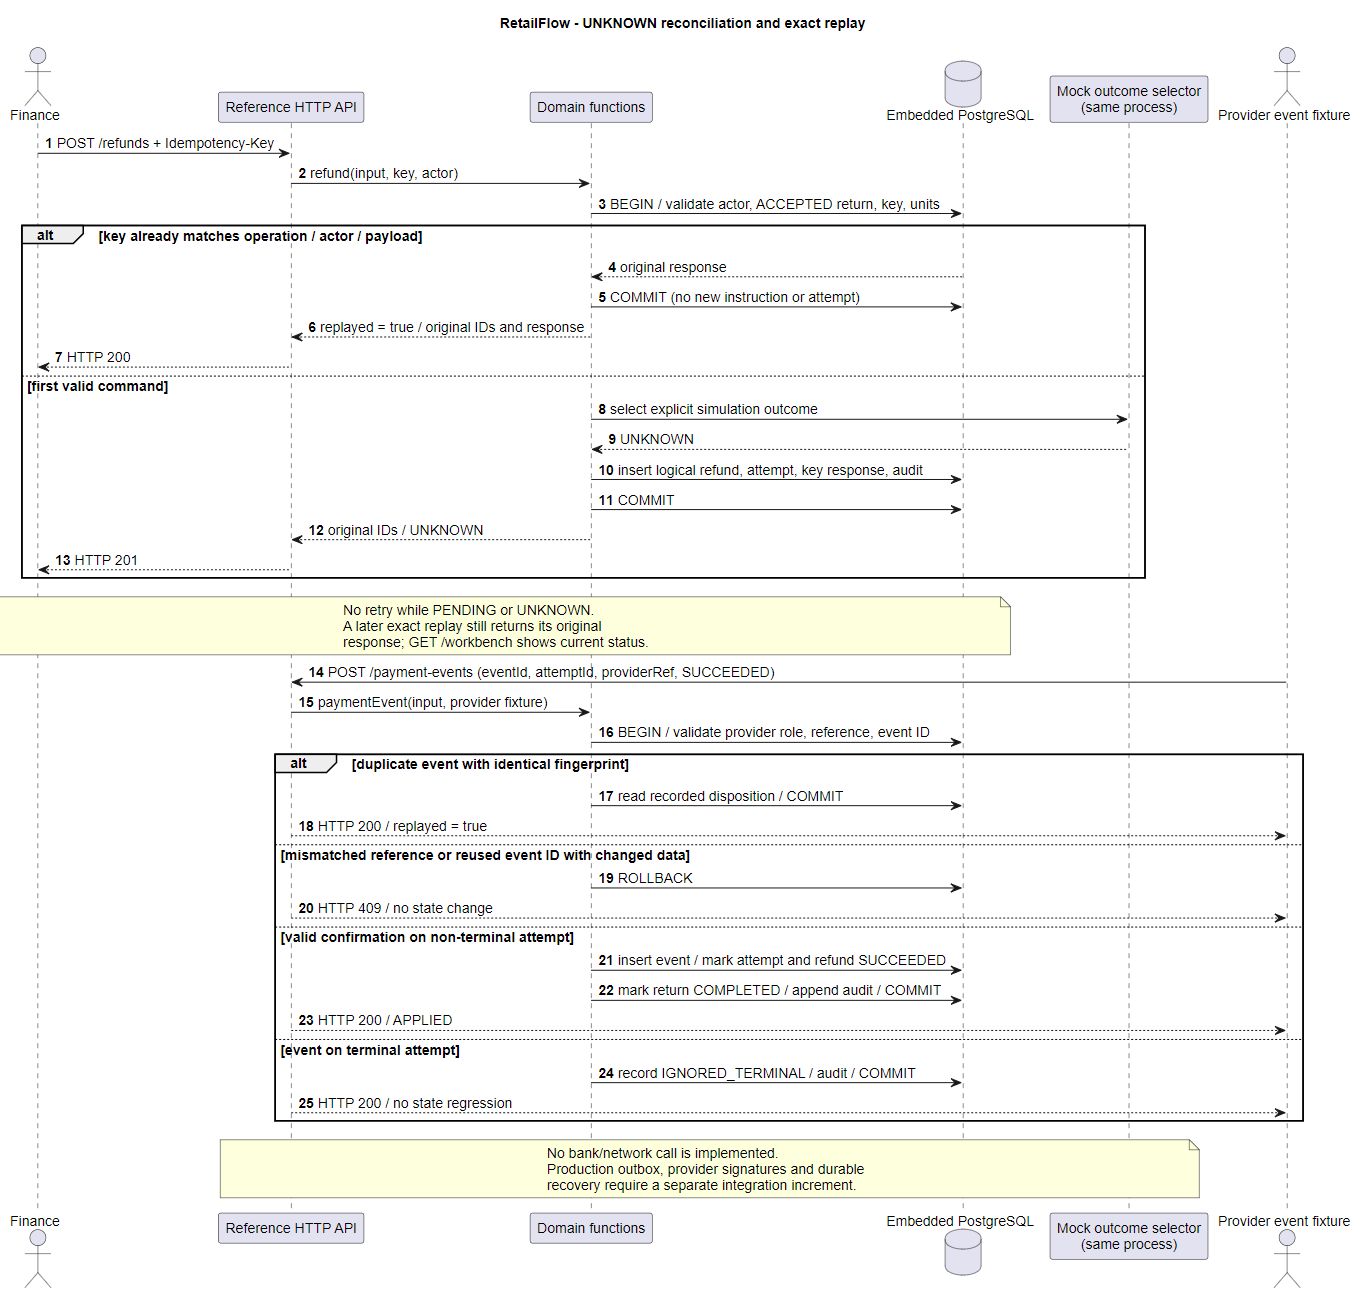 RetailFlow - UNKNOWN reconciliation and exact replay
Finance
Reference HTTP API
Domain functions
Embedded PostgreSQL
Mock outcome selector
(same process)
Provider event fixture
1 POST /refunds + Idempotency-Key
2 refund(input, key, actor)
3 BEGIN / validate actor, ACCEPTED return, key, units
alt [key already matches operation / actor / payload]
4 original response
5 COMMIT (no new instruction or attempt)
6 replayed = true / original IDs and response
7 HTTP 200
[first valid command]
8 select explicit simulation outcome
9 UNKNOWN
10 insert logical refund, attempt, key response, audit
11 COMMIT
12 original IDs / UNKNOWN
13 HTTP 201
No retry while PENDING or UNKNOWN.
A later exact replay still returns its original
response; GET /workbench shows current status.
14 POST /payment-events (eventId, attemptId, providerRef, SUCCEEDED)
15 paymentEvent(input, provider fixture)
16 BEGIN / validate provider role, reference, event ID
alt [duplicate event with identical fingerprint]
17 read recorded disposition / COMMIT
18 HTTP 200 / replayed = true
[mismatched reference or reused event ID with changed data]
19 ROLLBACK
20 HTTP 409 / no state change
[valid confirmation on non-terminal attempt]
21 insert event / mark attempt and refund SUCCEEDED
22 mark return COMPLETED / append audit / COMMIT
23 HTTP 200 / APPLIED
[event on terminal attempt]
24 record IGNORED_TERMINAL / audit / COMMIT
25 HTTP 200 / no state regression
No bank/network call is implemented.
Production outbox, provider signatures and durable
recovery require a separate integration increment.
Finance
Reference HTTP API
Domain functions
Embedded PostgreSQL
Mock outcome selector
(same process)
Provider event fixture